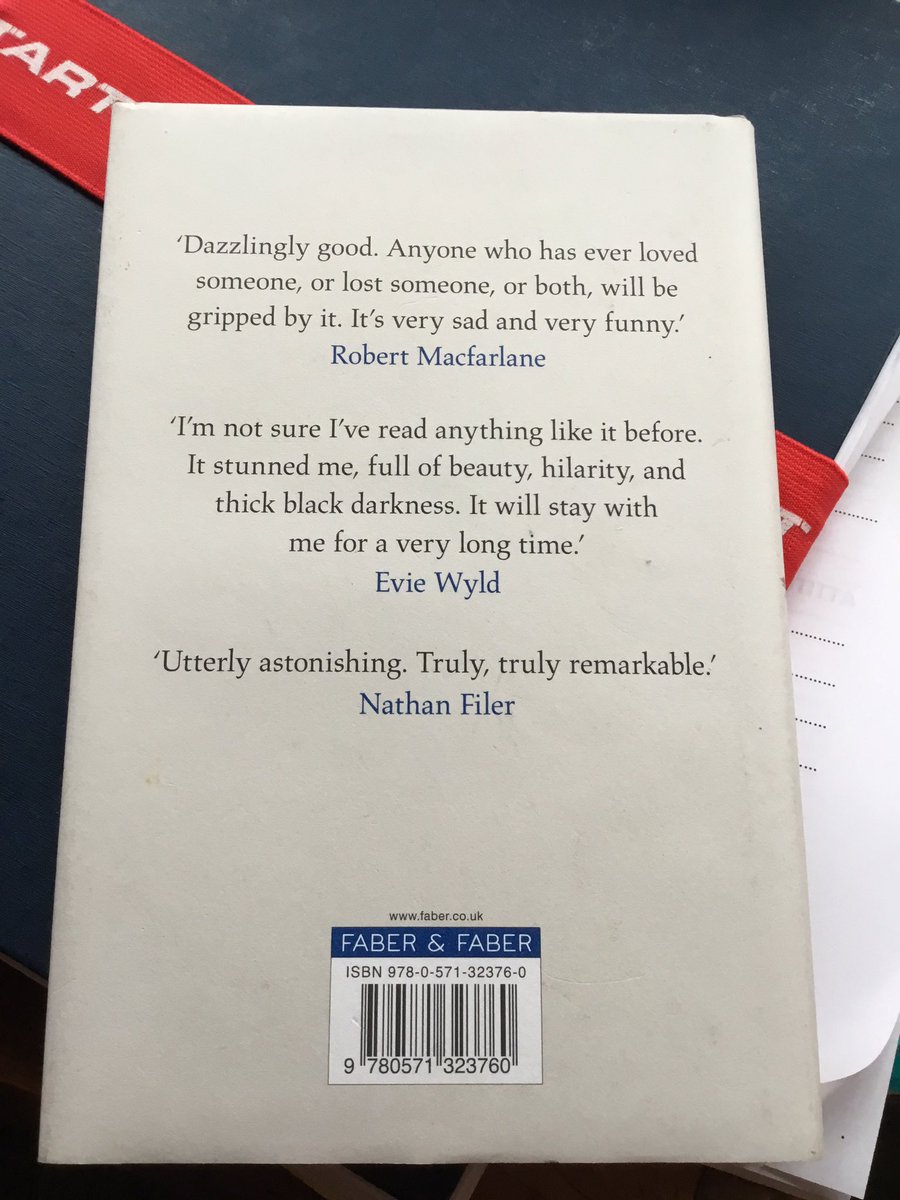 TART
‘Dazzlingly good. Anyone who has ever loved
someone, or lost someone, or both, will be
gripped by it. It’s very sad and very funny.’
Robert Macfarlane
‘I’m not sure I’ve read anything like it before.
It stunned me, full of beauty, hilarity, and
thick black darkness. It will stay with
me for a very long time.’
Evie Wyld
‘Utterly astonishing. Truly, truly remarkable.’
Nathan Filer
www.faber.co.uk
FABER & FABER
ISBN 978-0-571-32376-0
9 780571 323760